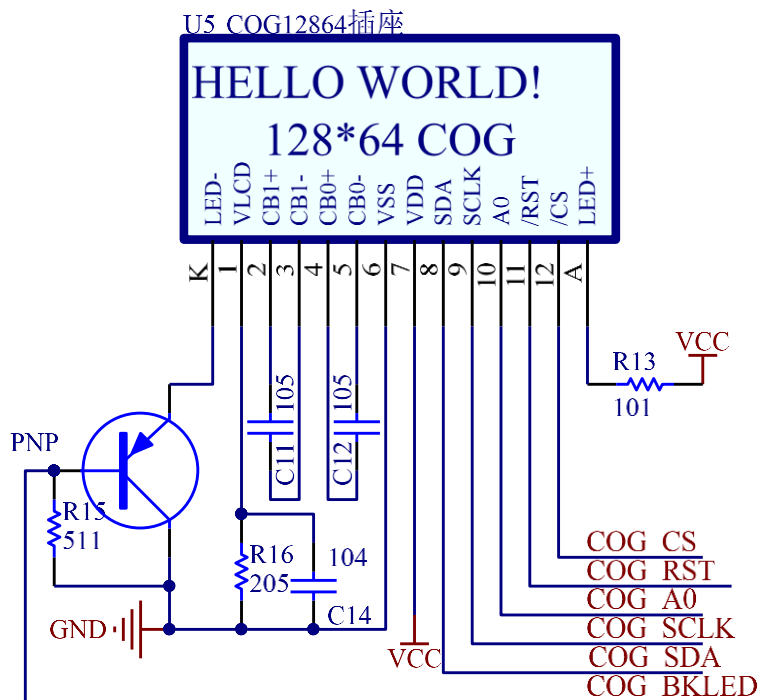 U5 COG12864插座
HELLO WORLD!
128*64 COG
LED- VLCD CB1+ CB1- CB0+ CB0- VSS VDD SDA SCLK A0 /RST /CS LED+
K 1 2 3 4 5 6 7 8 9 10 11 12 A
VCC
R13
101
105 105
C11 C12
PNP
R15
511
R16
205
104
C14
GND
VCC
COG CS
COG RST
COG A0
COG SCLK
COG SDA
COG BKLED